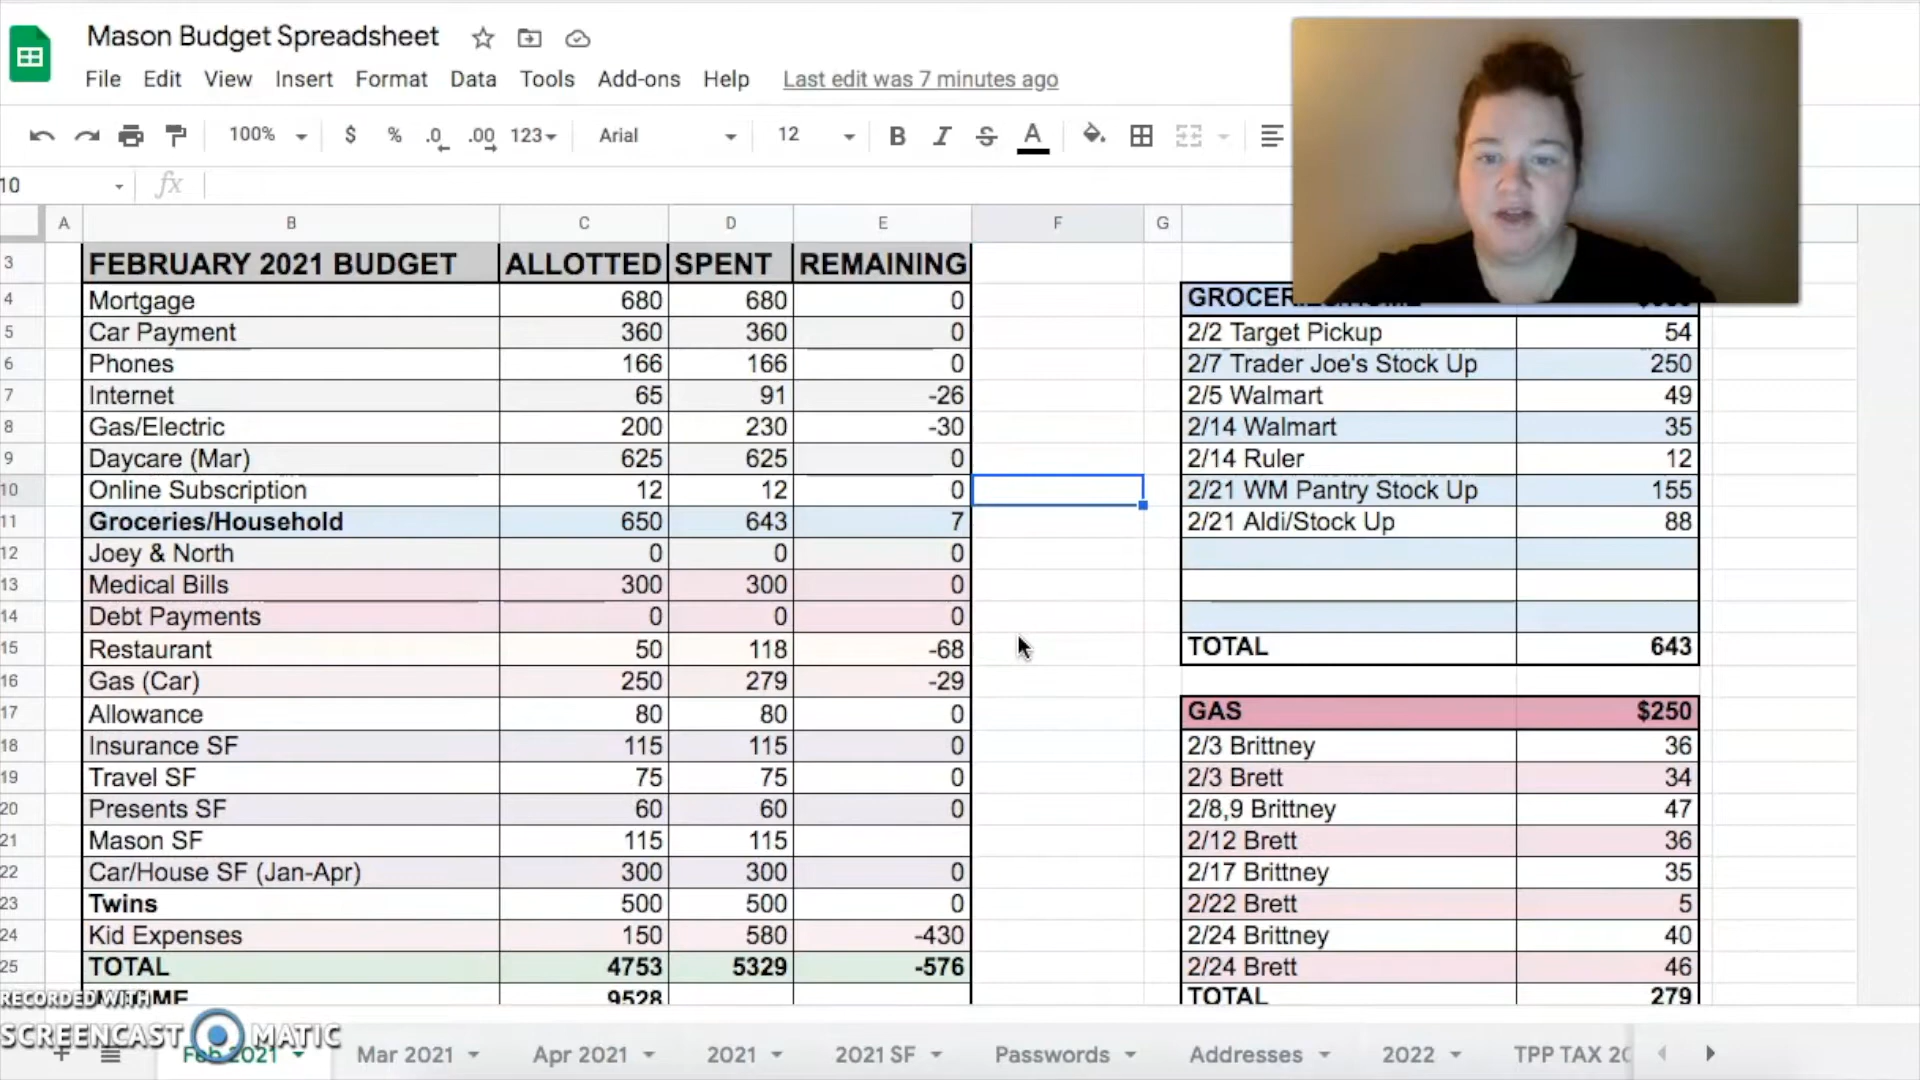 Mason Budget Spreadsheet
File Edit View Insert Format Data Tools Add-ons Help Last edit was 7 minutes ago
100% $ % .0 .00 123 Arial 12 B I S A
10 fx
A B C D E F G
3 FEBRUARY 2021 BUDGET ALLOTTED SPENT REMAINING
4 Mortgage 680 680 0
5 Car Payment 360 360 0 2/2 Target Pickup 54
6 Phones 166 166 0 2/7 Trader Joe's Stock Up 250
7 Internet 65 91 -26 2/5 Walmart 49
8 Gas/Electric 200 230 -30 2/14 Walmart 35
9 Daycare (Mar) 625 625 0 2/14 Ruler 12
10 Online Subscription 12 12 0 2/21 WM Pantry Stock Up 155
11 Groceries/Household 650 643 7 2/21 Aldi/Stock Up 88
12 Joey & North 0 0 0
13 Medical Bills 300 300 0
14 Debt Payments 0 0 0
15 Restaurant 50 118 -68 TOTAL 643
16 Gas (Car) 250 279 -29
17 Allowance 80 80 0 GAS $250
18 Insurance SF 115 115 0 2/3 Brittney 36
19 Travel SF 75 75 0 2/3 Brett 34
20 Presents SF 60 60 0 2/8,9 Brittney 47
21 Mason SF 115 115 2/12 Brett 36
22 Car/House SF (Jan-Apr) 300 300 0 2/17 Brittney 35
23 Twins 500 500 0 2/22 Brett 5
24 Kid Expenses 150 580 -430 2/24 Brittney 40
25 TOTAL 4753 5329 -576 2/24 Brett 46
INCOME 9528 TOTAL 279
RECORDED WITH
SCREENCAST MATIC
Feb 2021 Mar 2021 Apr 2021 2021 2021 SF Passwords Addresses 2022 TPP TAX 20